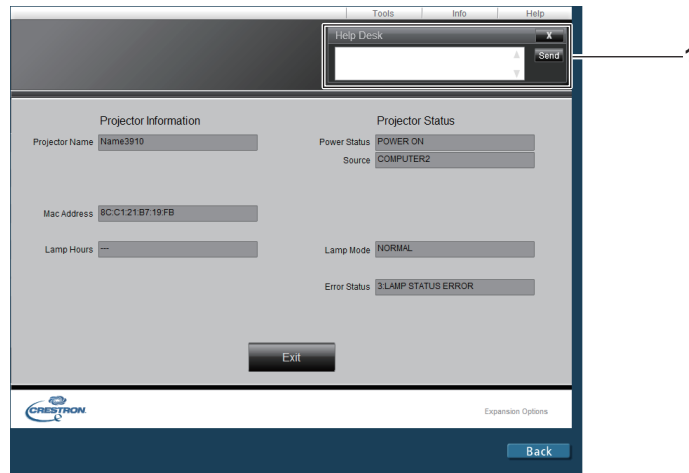 Tools Info Help
Help Desk X
Send
1
Projector Information Projector Status
Projector Name Name3910 Power Status POWER ON
Source COMPUTER2
Mac Address 8C:C1:21:B7:19:FB
Lamp Hours --- Lamp Mode NORMAL
Error Status 3:LAMP STATUS ERROR
Exit
CRESTRON Expansion Options
Back